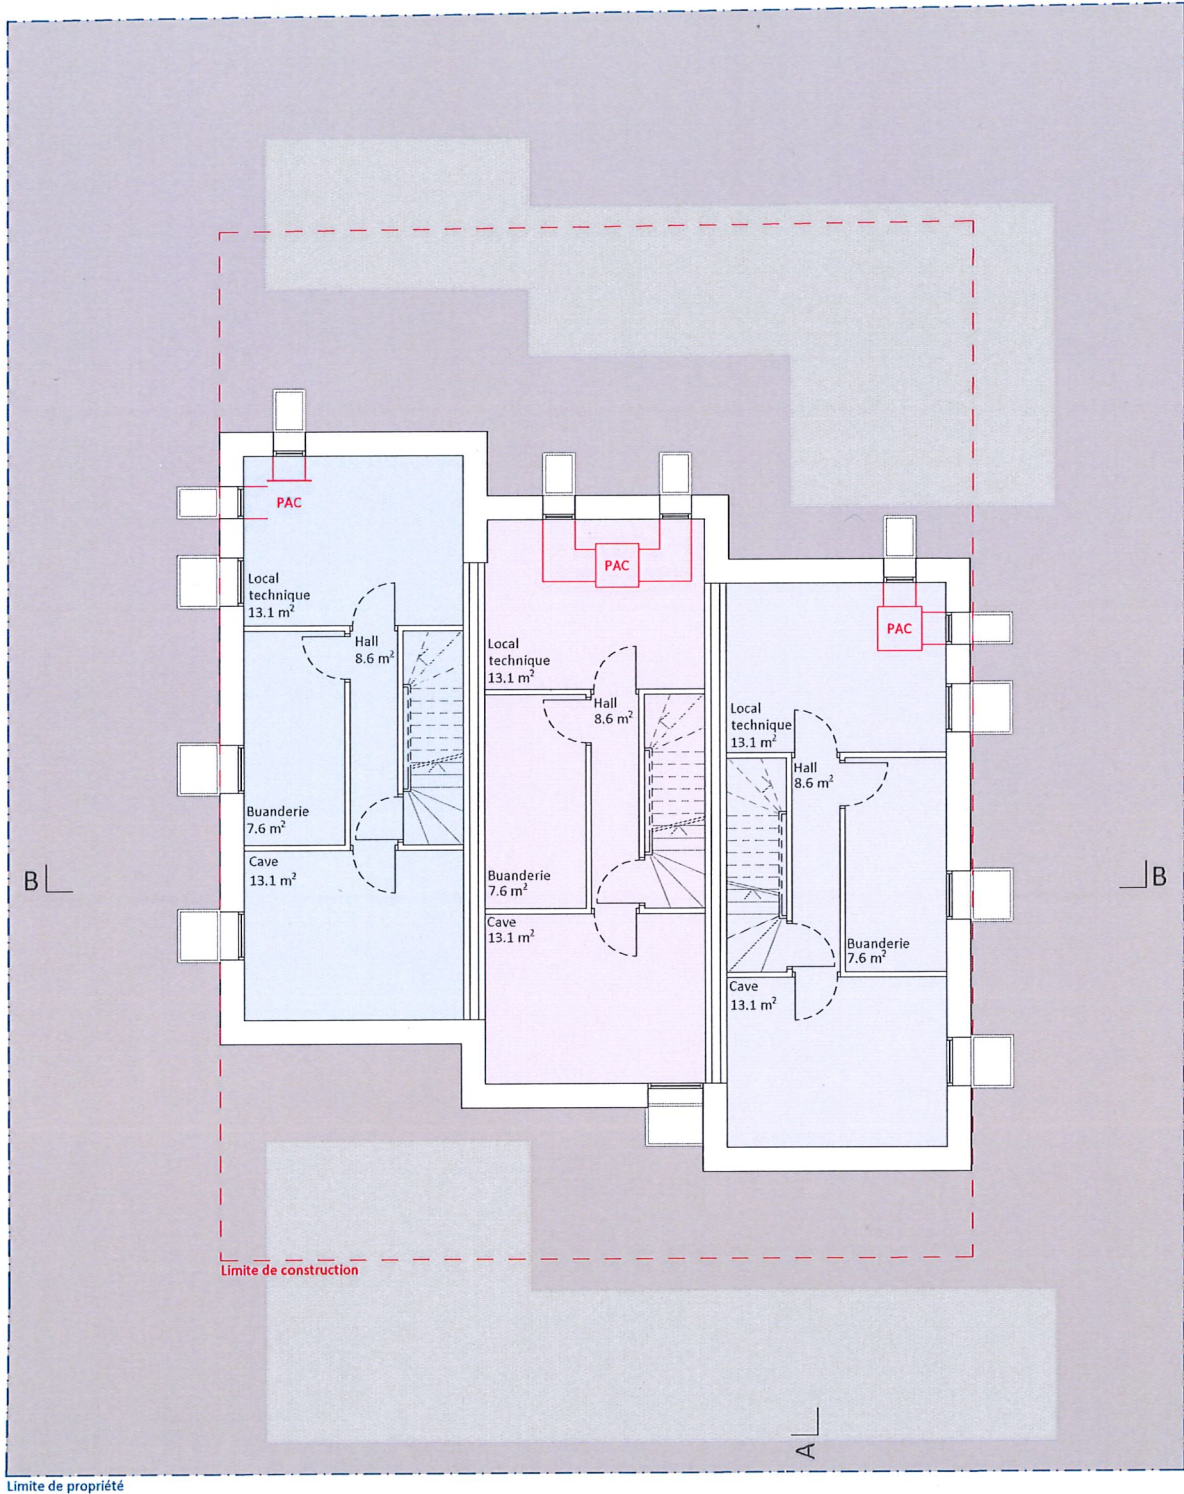 PAC
Local
technique
13.1 m²
Hall
8.6 m²
Buanderie
7.6 m²
Cave
13.1 m²
PAC
Local
technique
13.1 m²
Hall
8.6 m²
Buanderie
7.6 m²
Cave
13.1 m²
PAC
Local
technique
13.1 m²
Hall
8.6 m²
Buanderie
7.6 m²
Cave
13.1 m²
B
B
Limite de construction
A
Limite de propriété